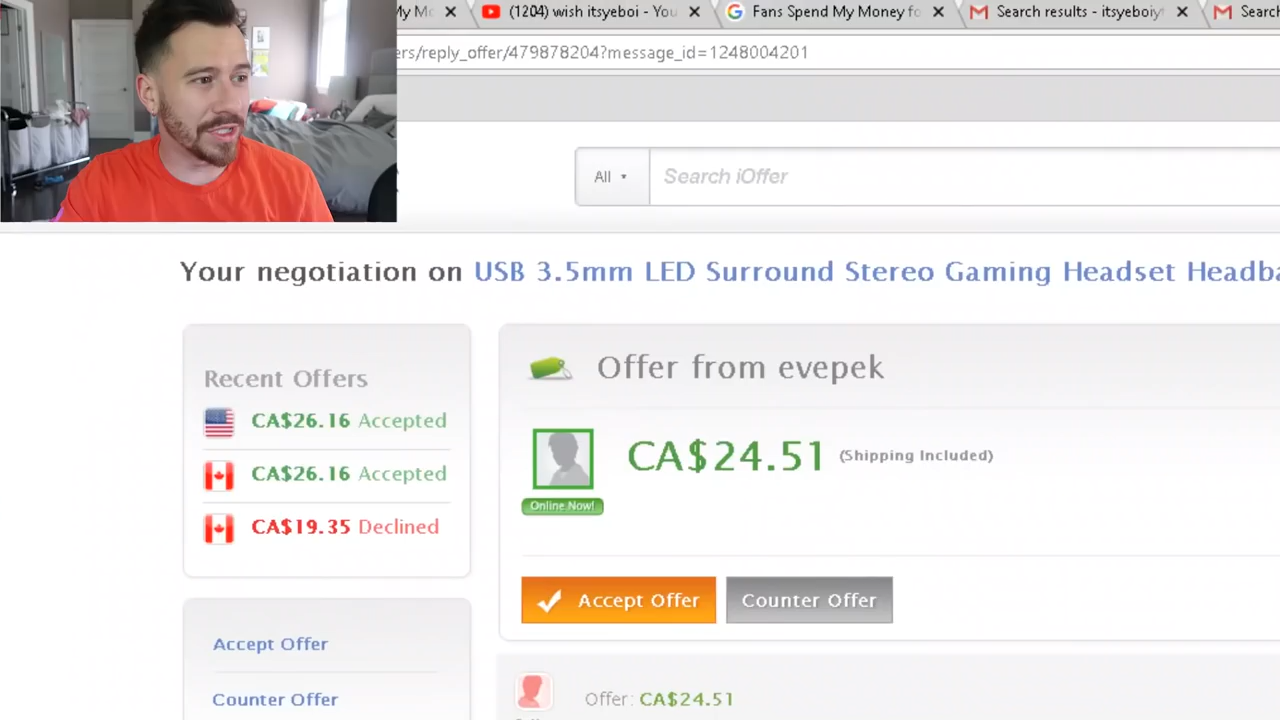 My M
(1204) wish itsyeboi - You
Fans Spend My Money fo
Search results - itsyeboiyt
Search
ers/reply_offer/479878204?message_id=1248004201
All
Search iOffer
Your negotiation on USB 3.5mm LED Surround Stereo Gaming Headset Headba
Recent Offers
CA$26.16 Accepted
CA$26.16 Accepted
CA$19.35 Declined
Offer from evepek
CA$24.51 (Shipping Included)
Online Now!
Accept Offer
Counter Offer
Accept Offer
Counter Offer
Offer: CA$24.51